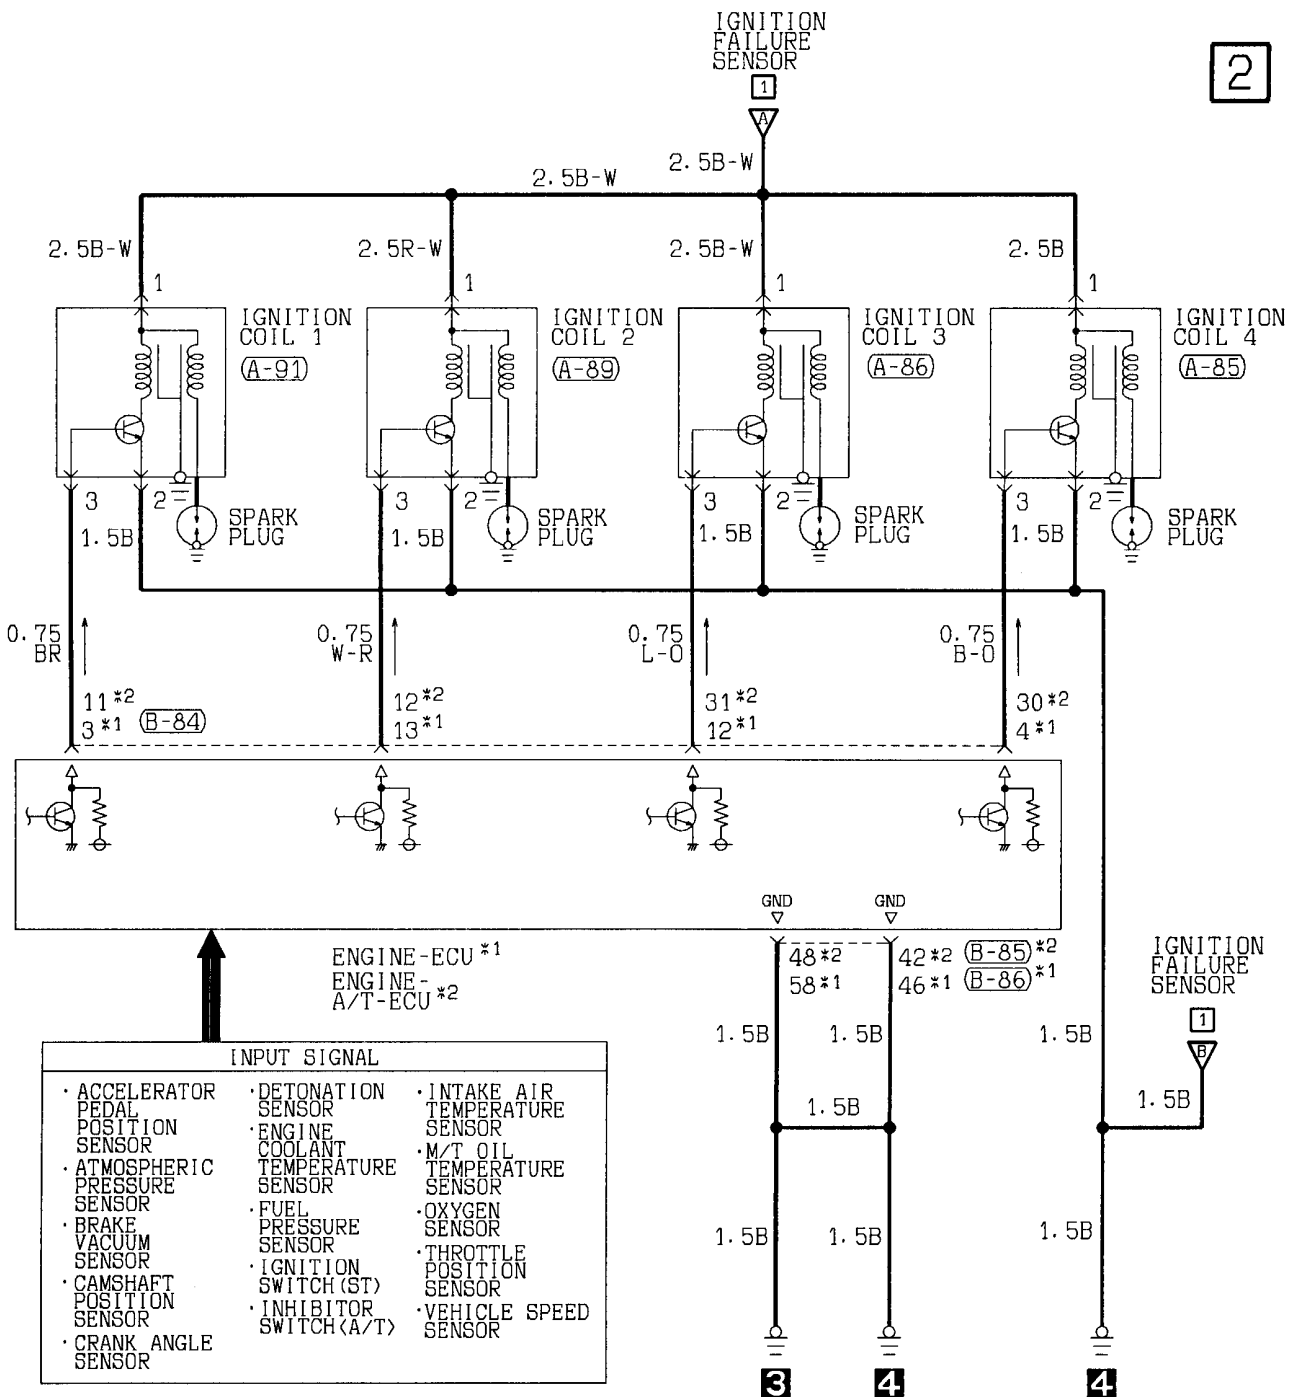 IGNITION
FAILURE
SENSOR
1
A
2
2.5B-W
2.5B-W
2.5B-W
2.5R-W
2.5B-W
2.5B
1
1
1
1
IGNITION
COIL 1
A-91
IGNITION
COIL 2
A-89
IGNITION
COIL 3
A-86
IGNITION
COIL 4
A-85
3
2
3
2
3
2
3
2
1.5B
SPARK
PLUG
1.5B
SPARK
PLUG
1.5B
SPARK
PLUG
1.5B
SPARK
PLUG
0.75
BR
0.75
W-R
0.75
L-O
0.75
B-O
11*2
3*1
B-84
12*2
13*1
31*2
12*1
30*2
4*1
GND
GND
ENGINE-ECU*1
ENGINE-
A/T-ECU*2
48*2
58*1
42*2
46*1
B-85*2
B-86*1
IGNITION
FAILURE
SENSOR
1
B
1.5B
1.5B
1.5B
1.5B
1.5B
1.5B
1.5B
1.5B
3
4
4
INPUT SIGNAL
·ACCELERATOR
PEDAL
POSITION
SENSOR
·ATMOSPHERIC
PRESSURE
SENSOR
·BRAKE
VACUUM
SENSOR
·CAMSHAFT
POSITION
SENSOR
·CRANK ANGLE
SENSOR
·DETONATION
SENSOR
·ENGINE
COOLANT
TEMPERATURE
SENSOR
·FUEL
PRESSURE
SENSOR
·IGNITION
SWITCH(ST)
·INHIBITOR
SWITCH<A/T>
·INTAKE AIR
TEMPERATURE
SENSOR
·M/T OIL
TEMPERATURE
SENSOR
·OXYGEN
SENSOR
·THROTTLE
POSITION
SENSOR
·VEHICLE SPEED
SENSOR